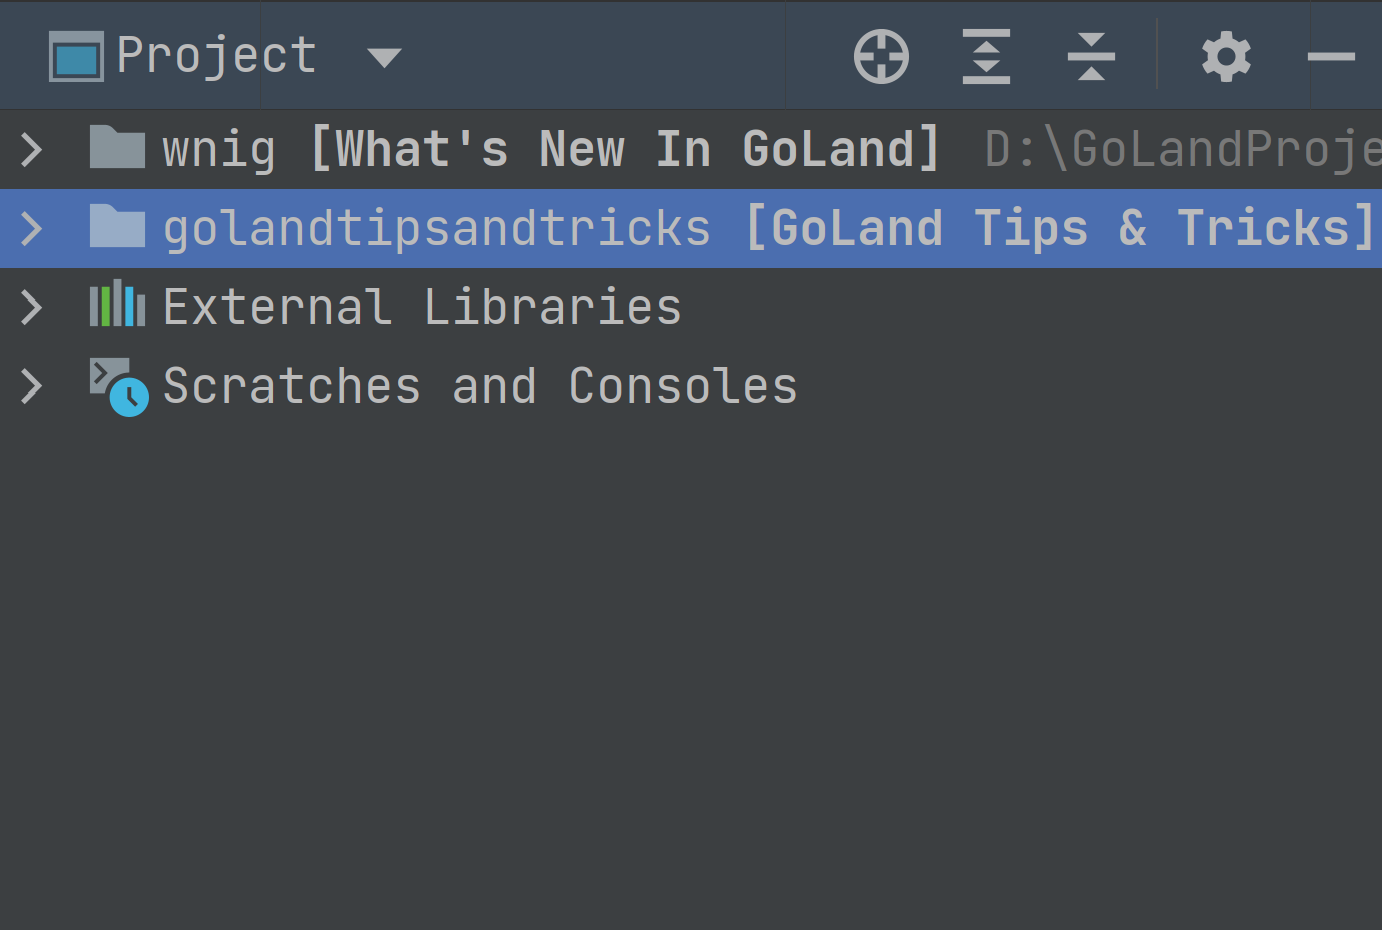 Project
wnig [What's New In GoLand] D:\GoLandProje
golandtipsandtricks [GoLand Tips & Tricks]
External Libraries
Scratches and Consoles